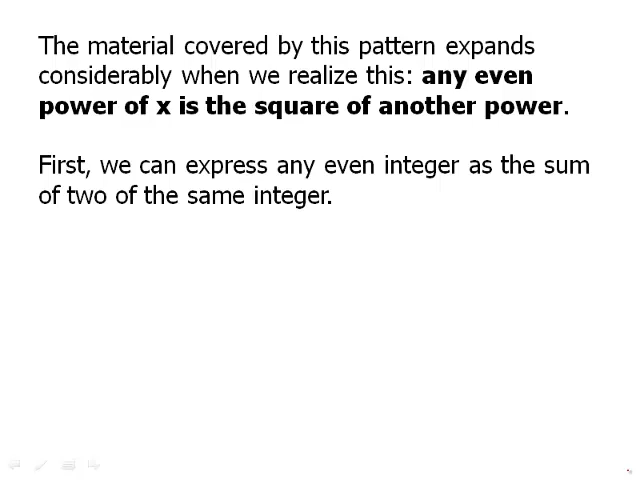 The material covered by this pattern expands
considerably when we realize this: any even
power of x is the square of another power.
First, we can express any even integer as the sum
of two of the same integer.